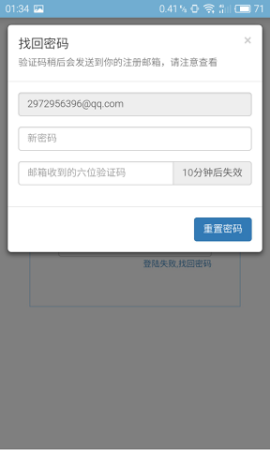 01:34 0.41 71
找回密码 ×
验证码稍后会发送到你的注册邮箱，请注意查看
2972956396@qq.com
新密码
邮箱收到的六位验证码 10分钟后失效
重置密码
登陆失败,找回密码